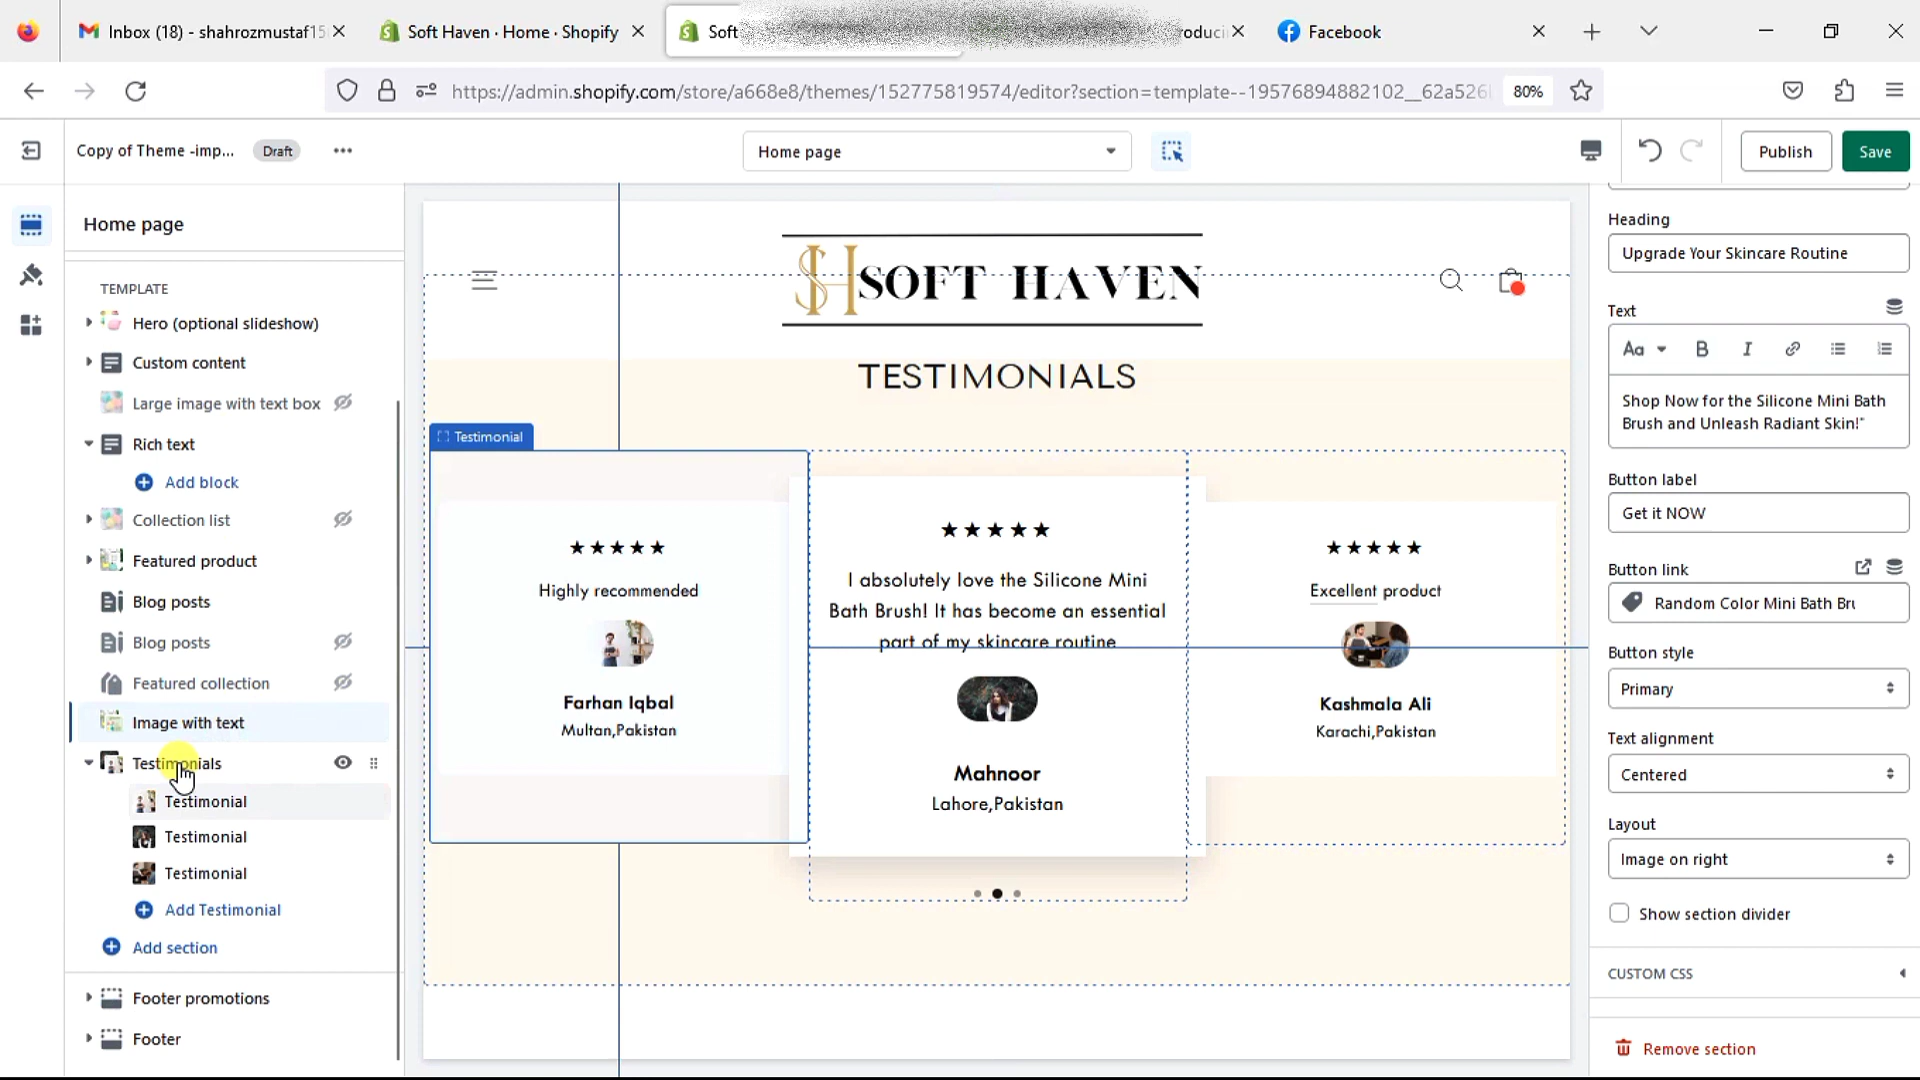 Inbox (18) - shahrozmustaf15
Soft Haven · Home · Shopify
Soft
roduci
Facebook
https://admin.shopify.com/store/a668e8/themes/152775819574/editor?section=template--19576894882102__62a526
80%
Copy of Theme -imp...
Draft
Home page
Publish
Save
Home page
TEMPLATE
Hero (optional slideshow)
Custom content
Large image with text box
Rich text
Add block
Collection list
Featured product
Blog posts
Blog posts
Featured collection
Image with text
Testimonials
Testimonial
Testimonial
Testimonial
Add Testimonial
Add section
Footer promotions
Footer
SH SOFT HAVEN
TESTIMONIALS
Testimonial
★★★★★
Highly recommended
Farhan Iqbal
Multan,Pakistan
★★★★★
I absolutely love the Silicone Mini
Bath Brush! It has become an essential
part of my skincare routine
Mahnoor
Lahore,Pakistan
★★★★★
Excellent product
Kashmala Ali
Karachi,Pakistan
Heading
Upgrade Your Skincare Routine
Text
Aa
B
I
Shop Now for the Silicone Mini Bath
Brush and Unleash Radiant Skin!"
Button label
Get it NOW
Button link
Random Color Mini Bath Bru
Button style
Primary
Text alignment
Centered
Layout
Image on right
Show section divider
CUSTOM CSS
Remove section